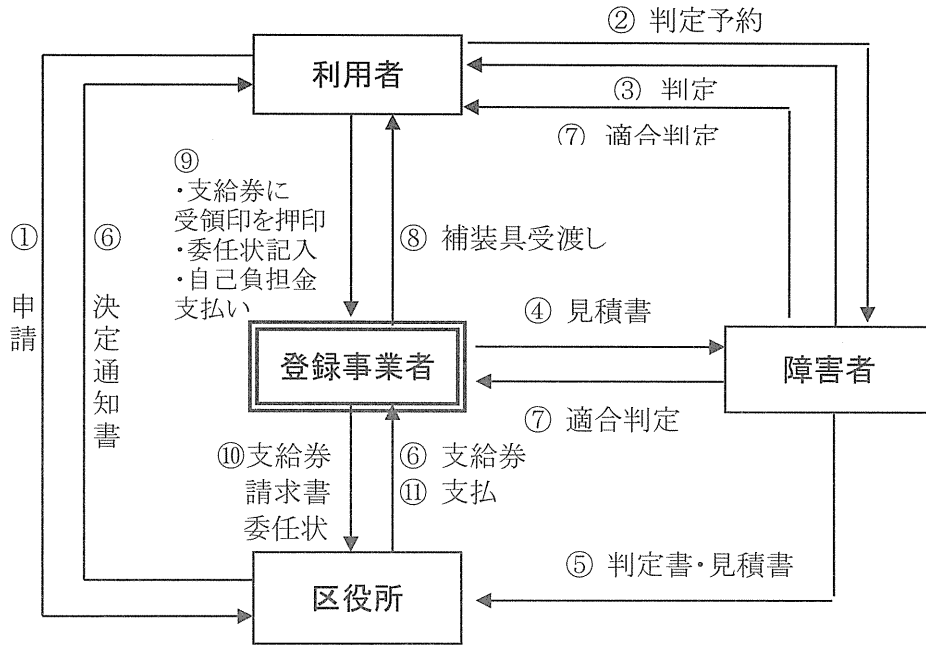 ② 判定予約
利用者
③ 判定
⑦ 適合判定
⑨
・支給券に
受領印を押印
・委任状記入
・自己負担金
支払い
①
申
請
⑥
決
定
通
知
書
⑧ 補装具受渡し
④ 見積書
登録事業者
障害者
⑦ 適合判定
⑩支給券
請求書
委任状
⑥ 支給券
⑪ 支払
⑤ 判定書・見積書
区役所